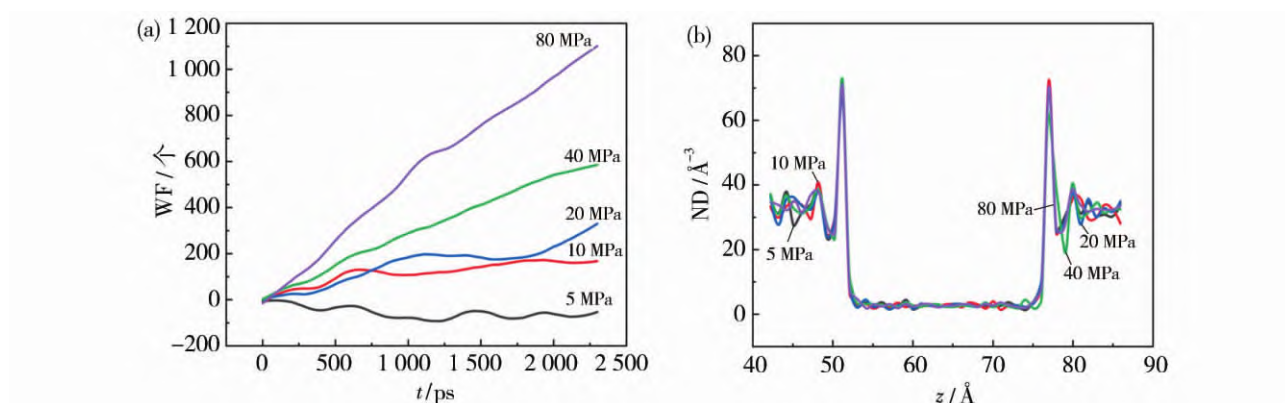 (a)
WF / 个
1 200
1 000
800
600
400
200
0
−200
80 MPa
40 MPa
20 MPa
10 MPa
5 MPa
0 500 1 000 1 500 2 000 2 500
t/ps
(b)
ND / Å⁻³
80
60
40
20
0
10 MPa
5 MPa
80 MPa
20 MPa
40 MPa
40 50 60 70 80 90
z / Å